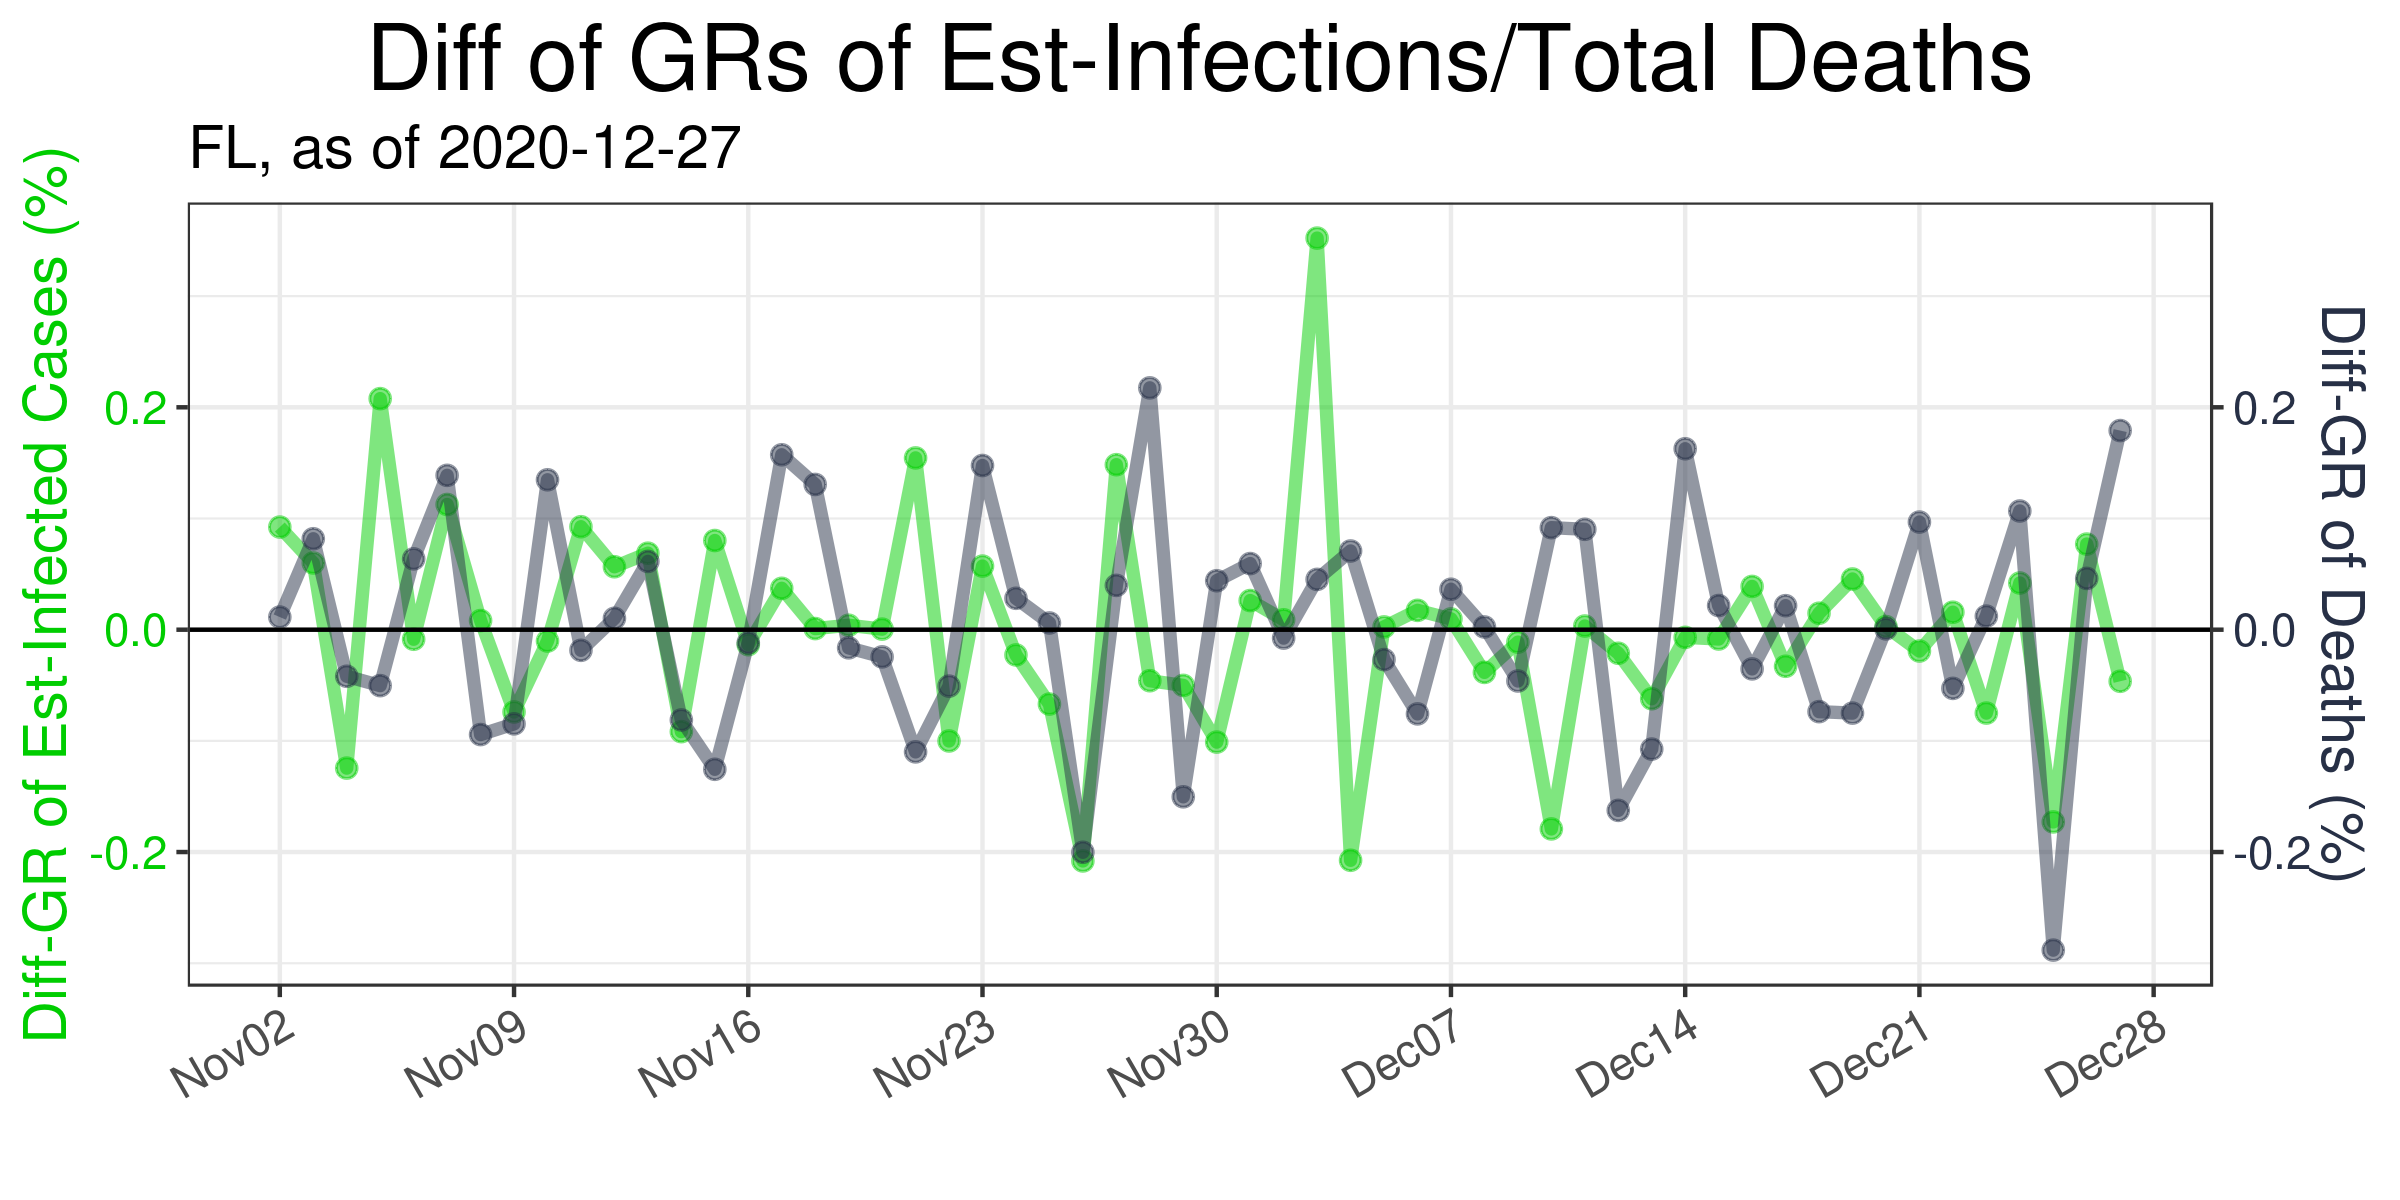 Diff of GRs of Est-Infections/Total Deaths
FL, as of 2020-12-27
Diff-GR of Est-Infected Cases (%)
0.2
0.0
-0.2
0.2
0.0
-0.2
Diff-GR of Deaths (%)
Nov02 Nov09 Nov16 Nov23 Nov30 Dec07 Dec14 Dec21 Dec28